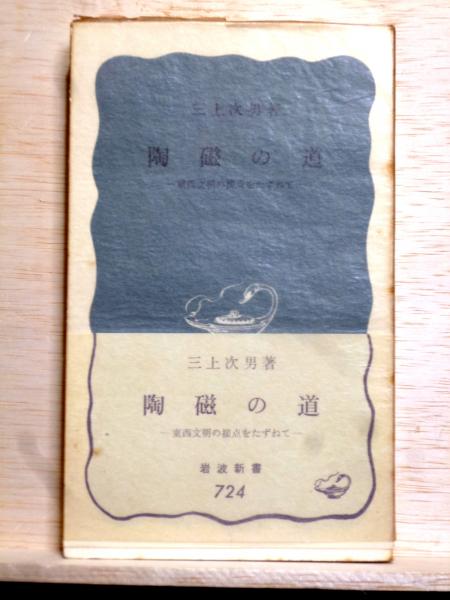 三上次男著
陶磁の道
―東西文明の接点をたずねて―
三上次男著
陶磁の道
―東西文明の接点をたずねて―
岩波新書
724